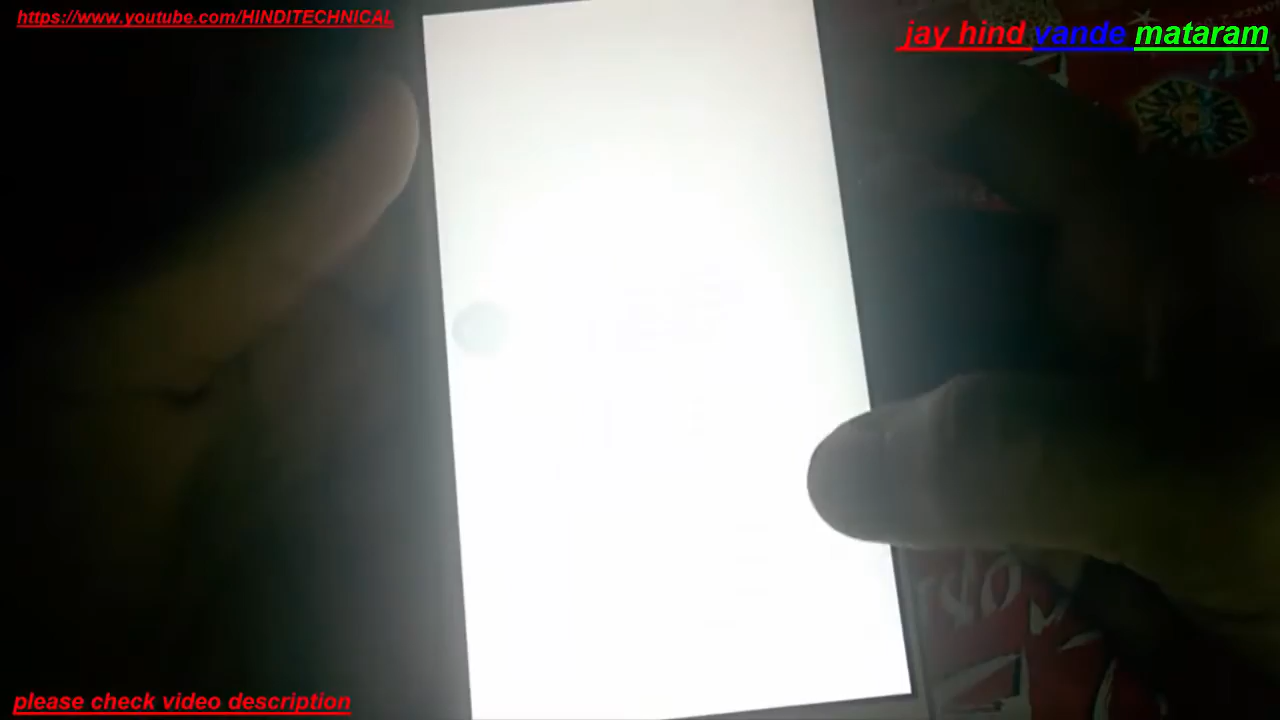 https://www.youtube.com/HINDITECHNICAL
jay hind vande mataram
please check video description